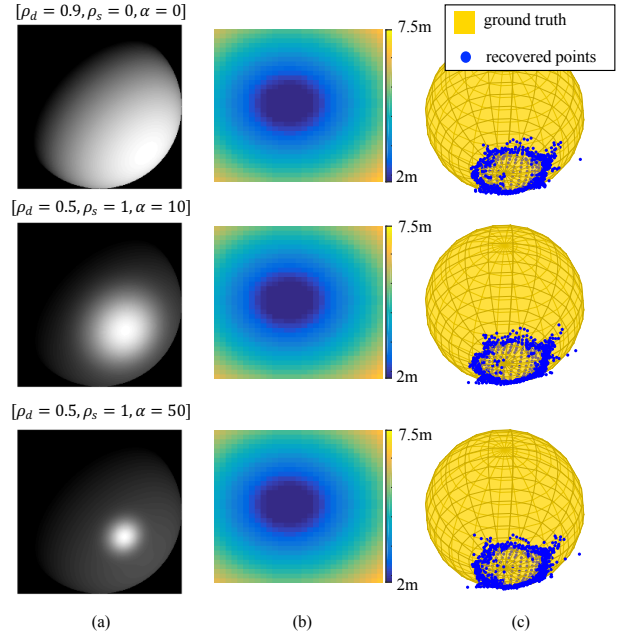 [ρ_d = 0.9, ρ_s = 0, α = 0]
7.5m
2m
ground truth
recovered points
[ρ_d = 0.5, ρ_s = 1, α = 10]
7.5m
2m
[ρ_d = 0.5, ρ_s = 1, α = 50]
7.5m
2m
(a)
(b)
(c)